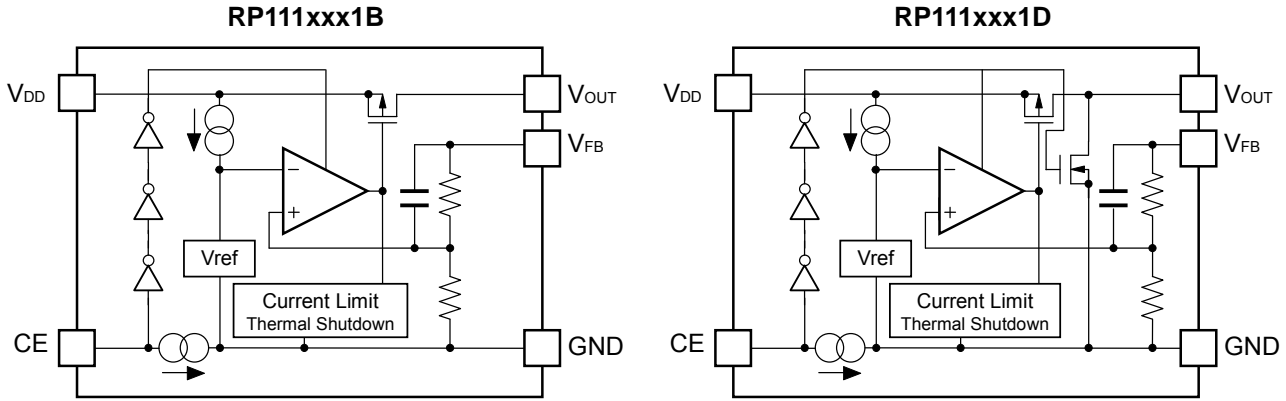 RP111xxx1B
VDD
VOUT
VFB
−
+
Vref
Current Limit
Thermal Shutdown
CE
GND
RP111xxx1D
VDD
VOUT
VFB
−
+
Vref
Current Limit
Thermal Shutdown
CE
GND